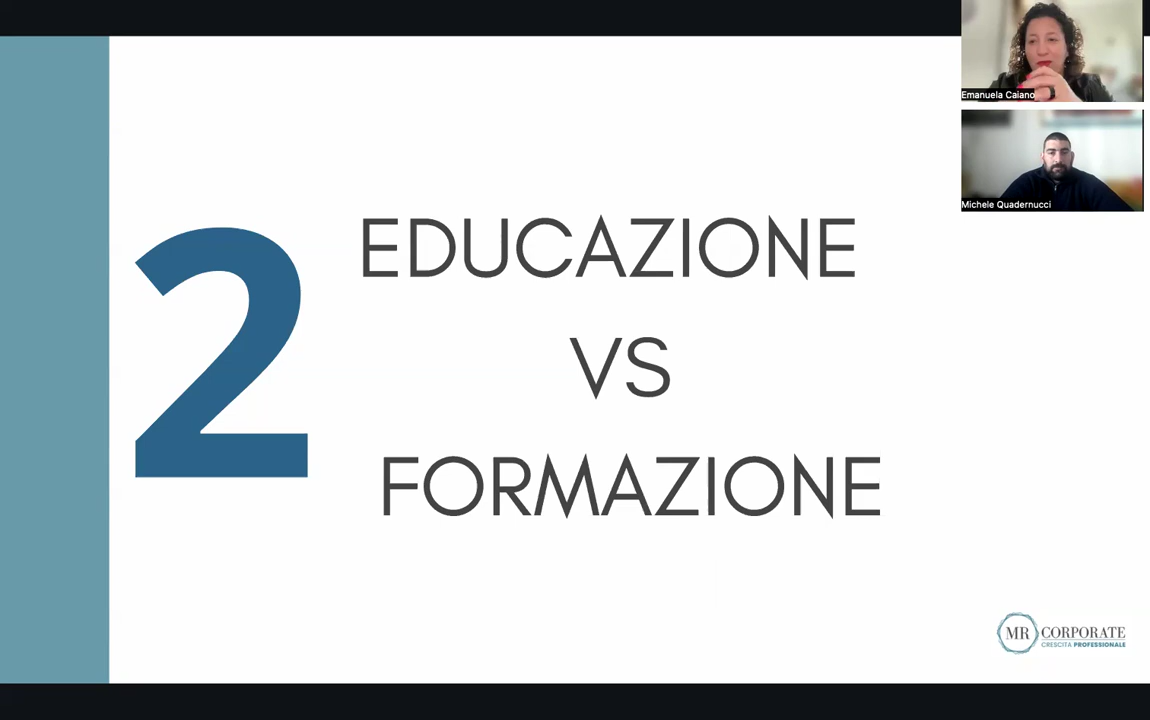 2
EDUCAZIONE
VS
FORMAZIONE
Emanuela Caiano
Michele Quadernucci
MR CORPORATE
CRESCITA PROFESSIONALE